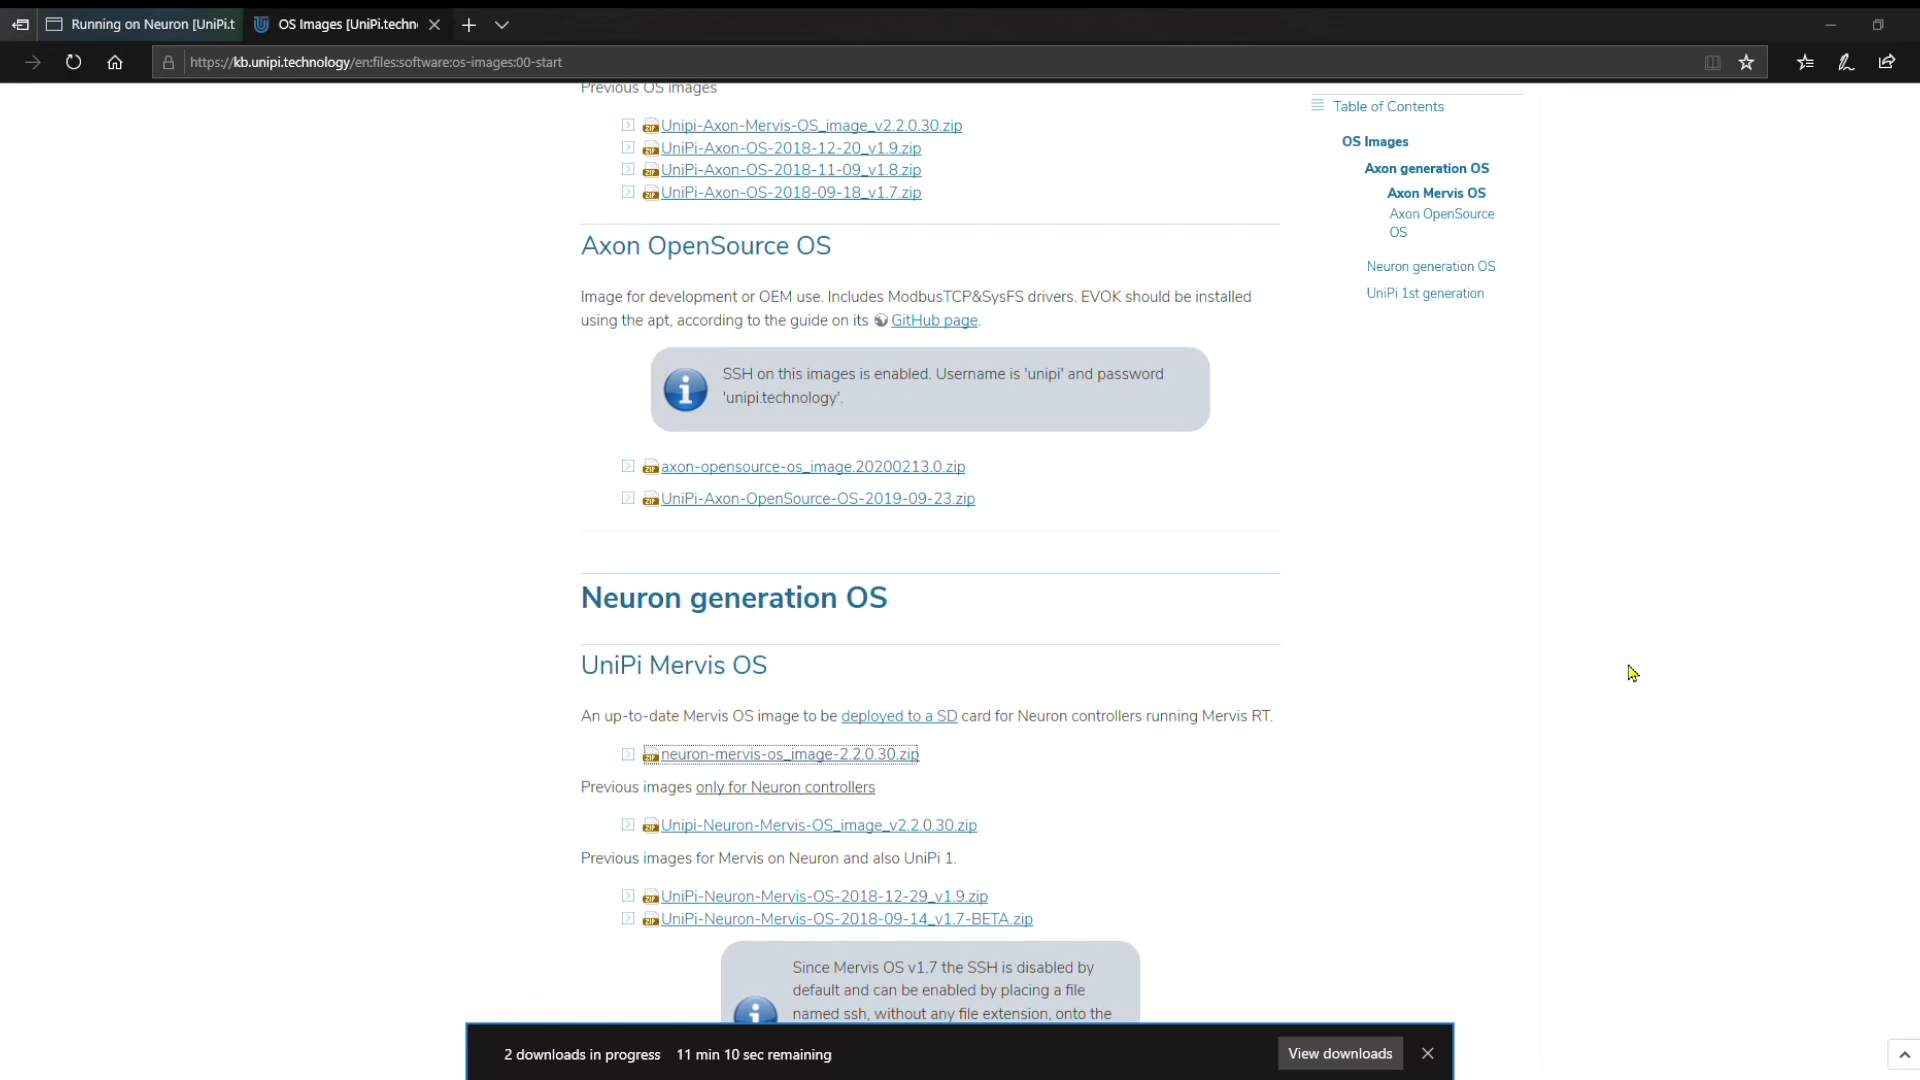 Running on Neuron [UniPi.t
OS Images [UniPi.techn
https://kb.unipi.technology/en:files:software:os-images:00-start
Previous OS images
Unipi-Axon-Mervis-OS_image_v2.2.0.30.zip
UniPi-Axon-OS-2018-12-20_v1.9.zip
UniPi-Axon-OS-2018-11-09_v1.8.zip
UniPi-Axon-OS-2018-09-18_v1.7.zip
Axon OpenSource OS
Image for development or OEM use. Includes ModbusTCP&SysFS drivers. EVOK should be installed
using the apt, according to the guide on its GitHub page.
SSH on this images is enabled. Username is 'unipi' and password
'unipi.technology'.
axon-opensource-os_image.20200213.0.zip
UniPi-Axon-OpenSource-OS-2019-09-23.zip
Neuron generation OS
UniPi Mervis OS
An up-to-date Mervis OS image to be deployed to a SD card for Neuron controllers running Mervis RT.
neuron-mervis-os_image-2.2.0.30.zip
Previous images only for Neuron controllers
Unipi-Neuron-Mervis-OS_image_v2.2.0.30.zip
Previous images for Mervis on Neuron and also UniPi 1.
UniPi-Neuron-Mervis-OS-2018-12-29_v1.9.zip
UniPi-Neuron-Mervis-OS-2018-09-14_v1.7-BETA.zip
Since Mervis OS v1.7 the SSH is disabled by
default and can be enabled by placing a file
named ssh, without any file extension, onto the
Table of Contents
OS Images
Axon generation OS
Axon Mervis OS
Axon OpenSource
OS
Neuron generation OS
UniPi 1st generation
2 downloads in progress 11 min 10 sec remaining
View downloads